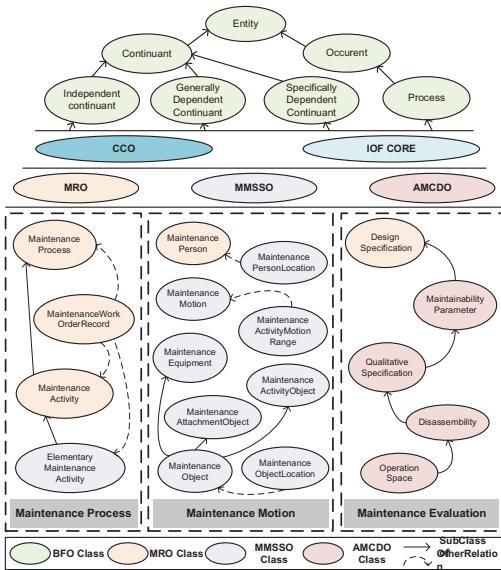 Entity
Continuant
Occurent
Independent
continuant
Generally
Dependent
Continuant
Specifically
Dependent
Continuant
Process
CCO
IOF CORE
MRO
MMSSO
AMCDO
Maintenance
Process
MaintenanceWork
OrderRecord
Maintenance
Activity
Elementary
Maintenance
Activity
Maintenance Process
Maintenance
Person
Maintenance
PersonLocation
Maintenance
Motion
Maintenance
ActivityMotion
Range
Maintenance
Equipment
Maintenance
ActivityObject
Maintenance
AttachmentObject
Maintenance
Object
Maintenance
ObjectLocation
Maintenance Motion
Design
Specification
Maintainability
Parameter
Qualitative
Specification
Disassembility
Operation
Space
Maintenance Evaluation
BFO Class
MRO Class
MMSSO
Class
AMCDO
Class
SubClass
Of
OtherRelatio
n